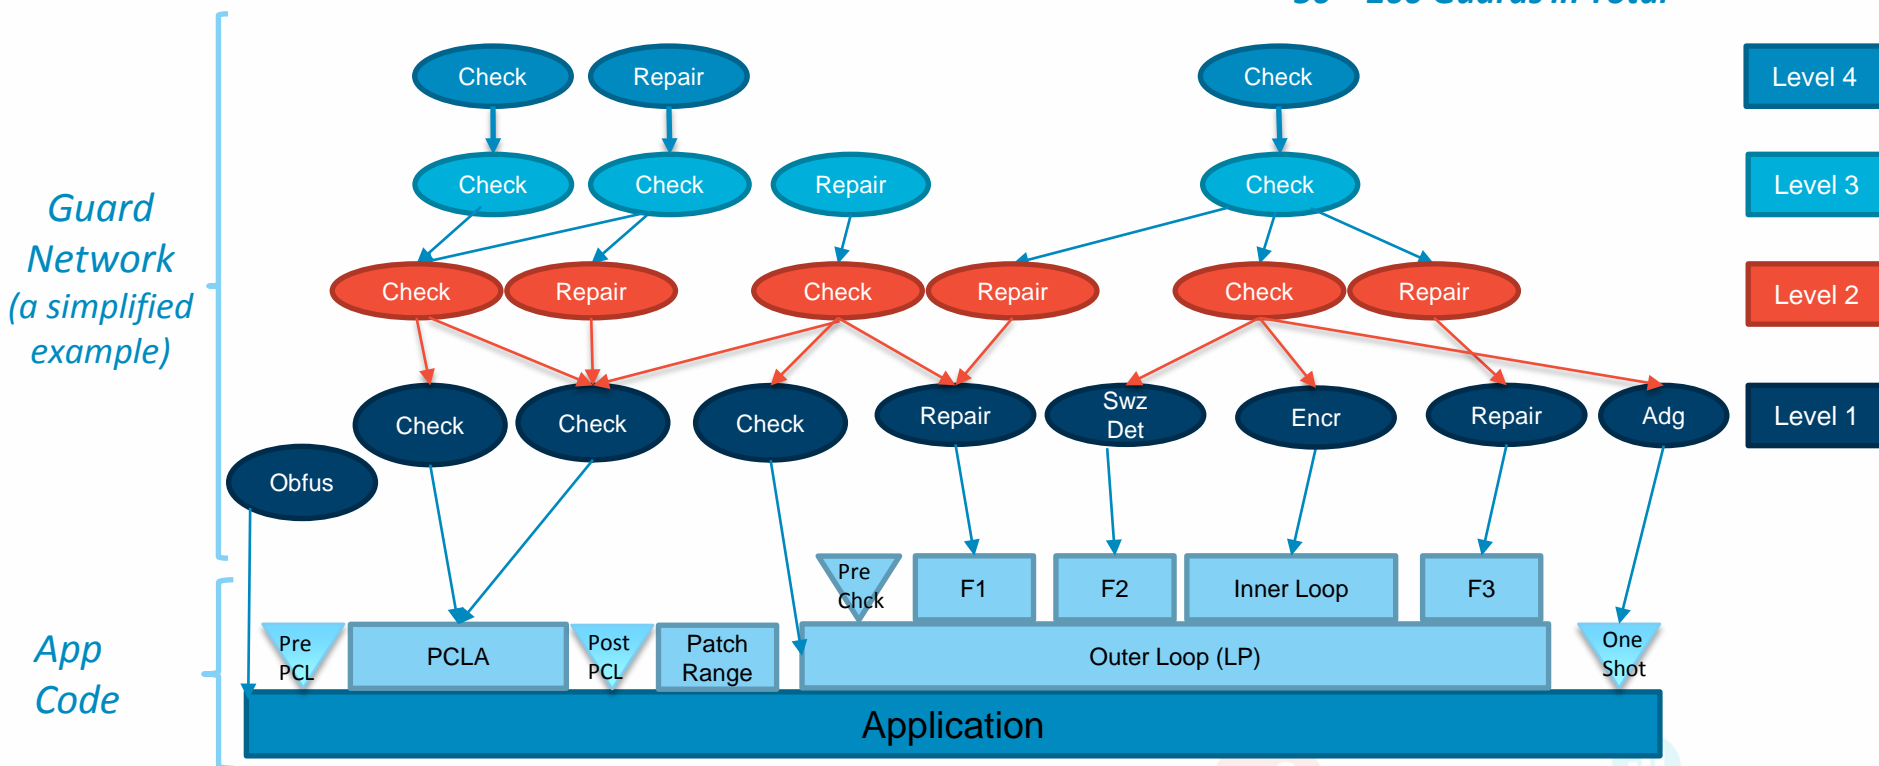 Check
Repair
Check
Level 4
Check
Check
Repair
Check
Level 3
Guard
Network
(a simplified
example)
Check
Repair
Check
Repair
Check
Repair
Level 2
Check
Check
Check
Repair
Swz
Det
Encr
Repair
Adg
Level 1
Obfus
Pre
Chck
F1
F2
Inner Loop
F3
App
Code
Pre
PCL
PCLA
Post
PCL
Patch
Range
Outer Loop (LP)
One
Shot
Application